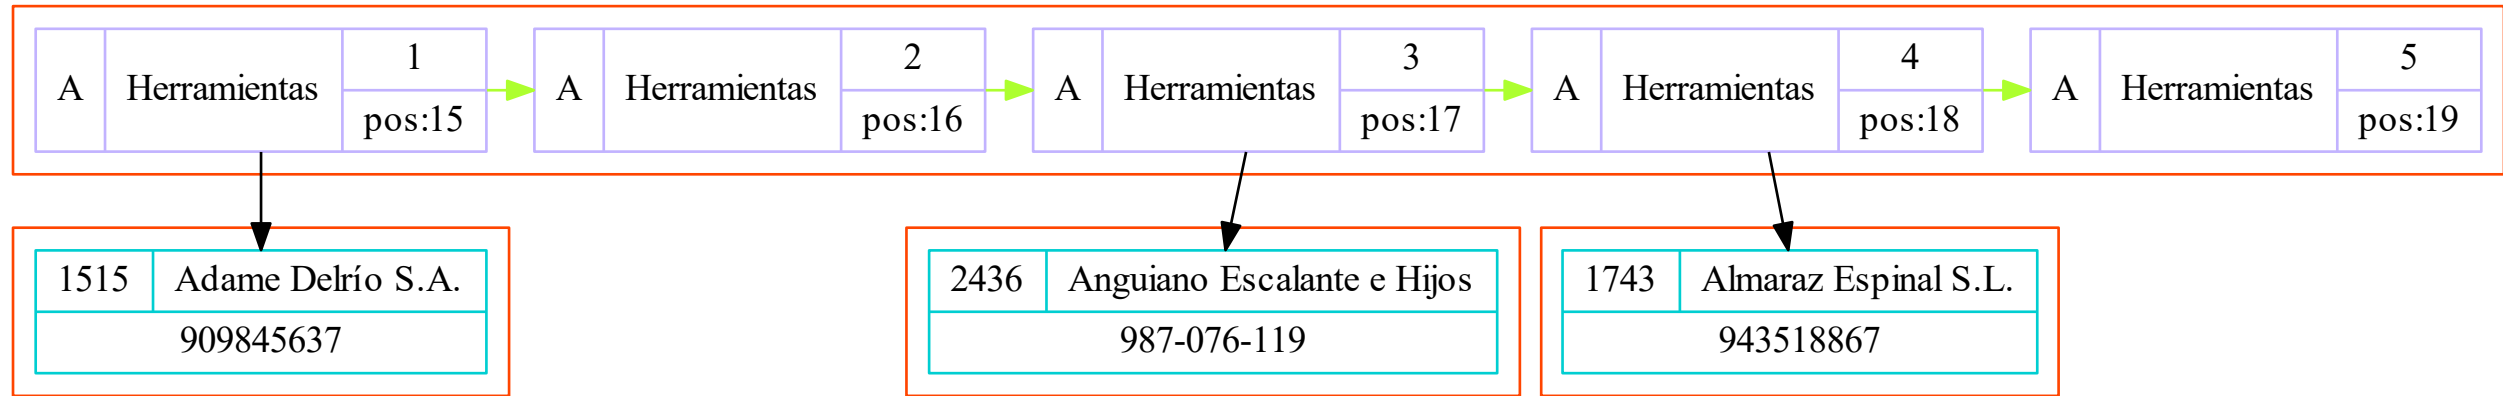 A Herramientas 1 pos:15
A Herramientas 2 pos:16
A Herramientas 3 pos:17
A Herramientas 4 pos:18
A Herramientas 5 pos:19
1515 Adame Delrío S.A.
909845637
2436 Anguiano Escalante e Hijos
987-076-119
1743 Almaraz Espinal S.L.
943518867